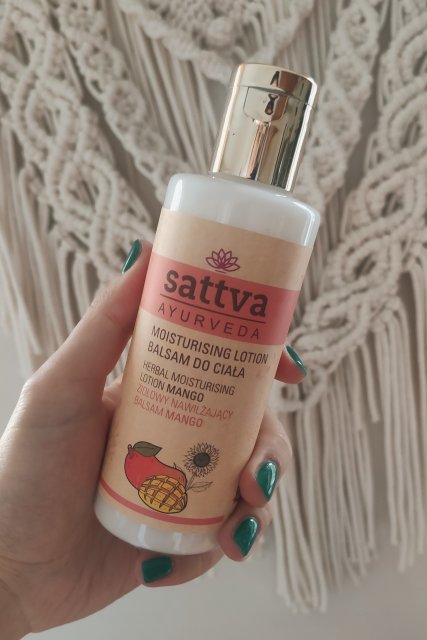 sattva
AYURVEDA
MOISTURISING LOTION
BALSAM DO CIAŁA
HERBAL MOISTURISING
LOTION MANGO
ZIOŁOWY NAWILŻAJĄCY
BALSAM MANGO